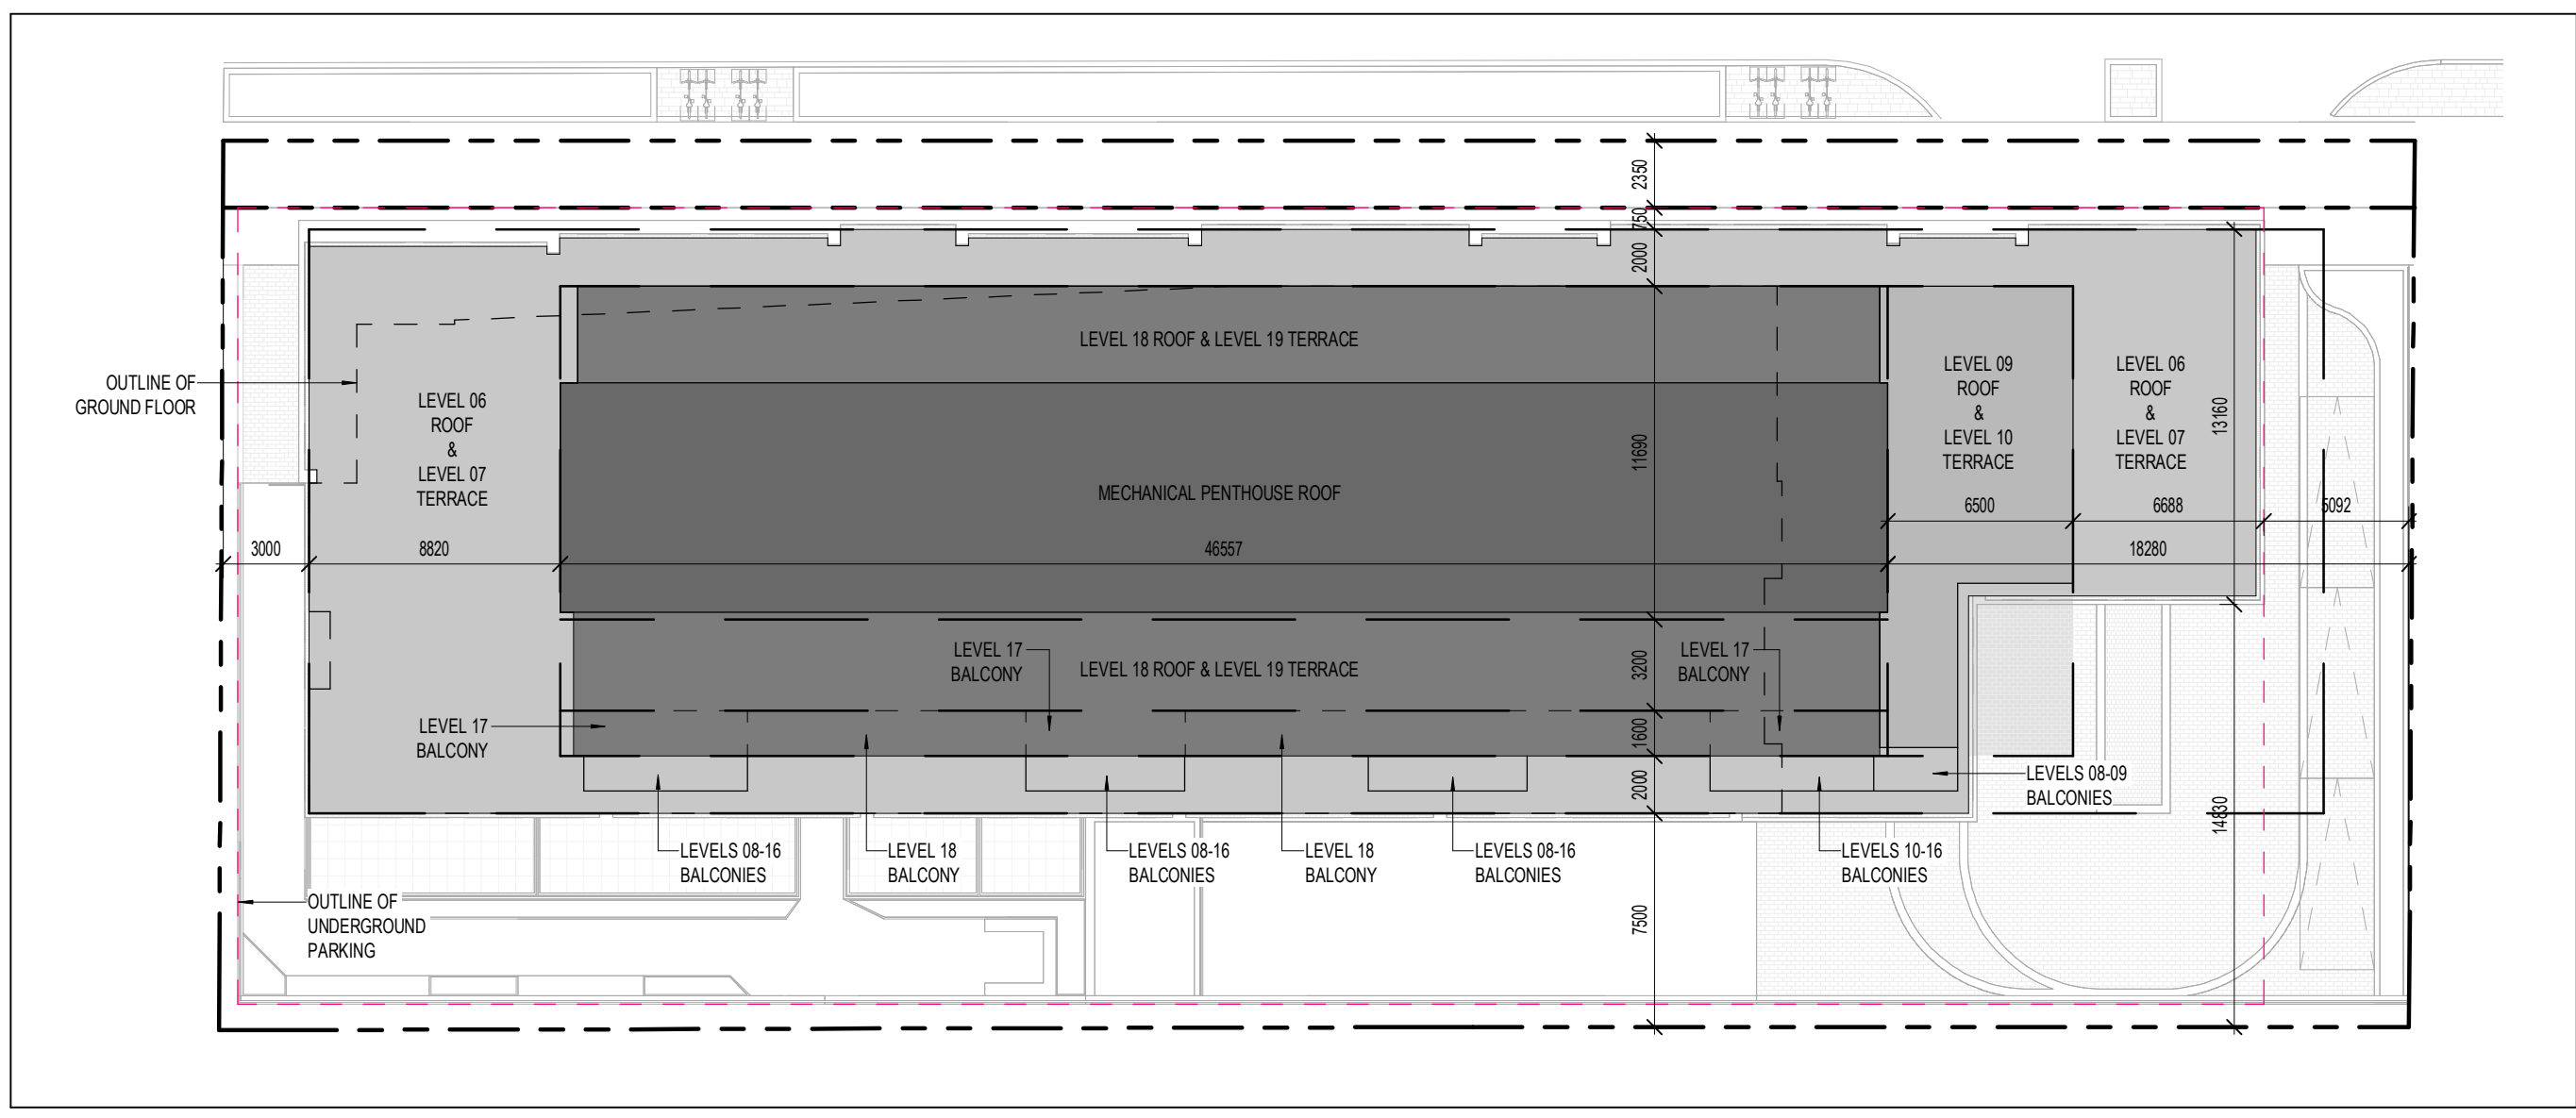 2350
750
2000
LEVEL 18 ROOF & LEVEL 19 TERRACE
OUTLINE OF
GROUND FLOOR
LEVEL 06
ROOF
&
LEVEL 07
TERRACE
LEVEL 09
ROOF
&
LEVEL 10
TERRACE
LEVEL 06
ROOF
&
LEVEL 07
TERRACE
13160
11690
MECHANICAL PENTHOUSE ROOF
6500
6688
5092
3000
8820
46557
18280
LEVEL 17
BALCONY
LEVEL 18 ROOF & LEVEL 19 TERRACE
3200
LEVEL 17
BALCONY
LEVEL 17
BALCONY
1600
2000
LEVELS 08-09
BALCONIES
14830
LEVELS 08-16
BALCONIES
LEVEL 18
BALCONY
LEVELS 08-16
BALCONIES
LEVEL 18
BALCONY
LEVELS 08-16
BALCONIES
LEVELS 10-16
BALCONIES
OUTLINE OF
UNDERGROUND
PARKING
7500